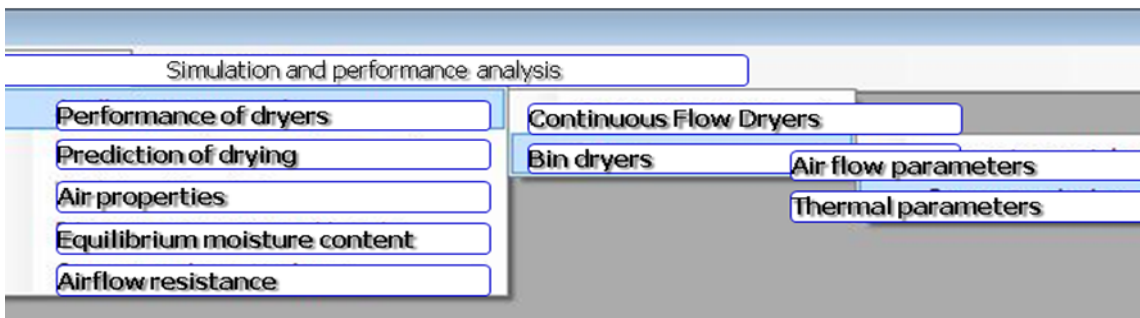 Simulation and performance analysis
Performance of dryers
Prediction of drying
Air properties
Equilibrium moisture content
Airflow resistance
Continuous Flow Dryers
Bin dryers
Air flow parameters
Thermal parameters